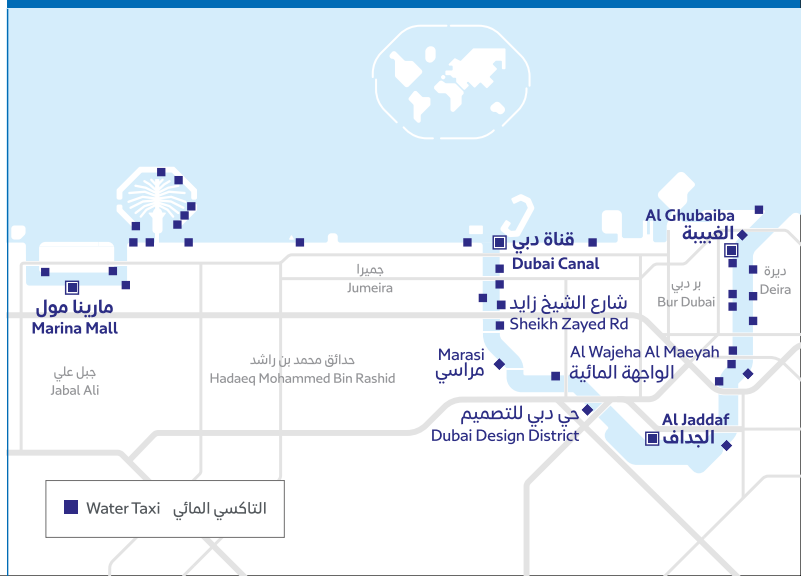 Al Ghubaiba
الغبيبة
قناة دبي
Dubai Canal
جميرا
Jumeira
ديرة
Deira
بر دبي
Bur Dubai
مارينا مول
Marina Mall
شارع الشيخ زايد
Sheikh Zayed Rd
Marasi
مراسي
Al Wajeha Al Maeyah
الواجهة المائية
حدائق محمد بن راشد
Hadaeq Mohammed Bin Rashid
جبل علي
Jabal Ali
حي دبي للتصميم
Dubai Design District
Al Jaddaf
الجداف
Water Taxi التاكسي المائي